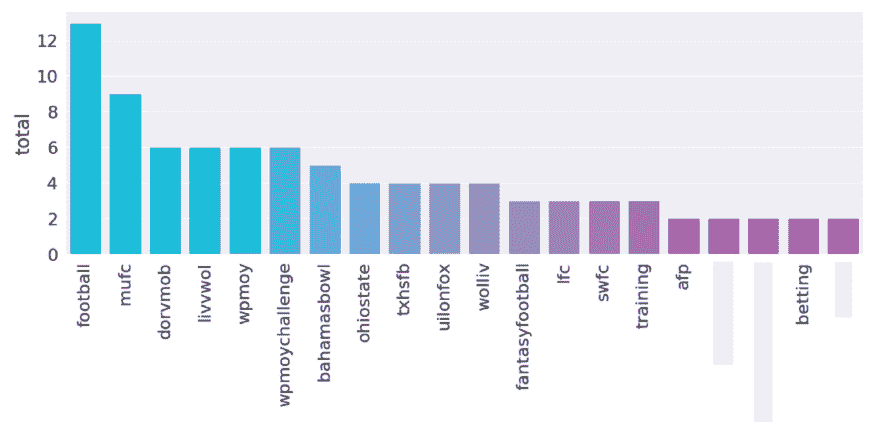 total
12
10
8
6
4
2
0
football
mufc
dorvmob
livvwol
wpmoy
wpmoychallenge
bahamasbowl
ohiostate
txhsfb
uilonfox
wolliv
fantasyfootball
lfc
swfc
training
afp
betting